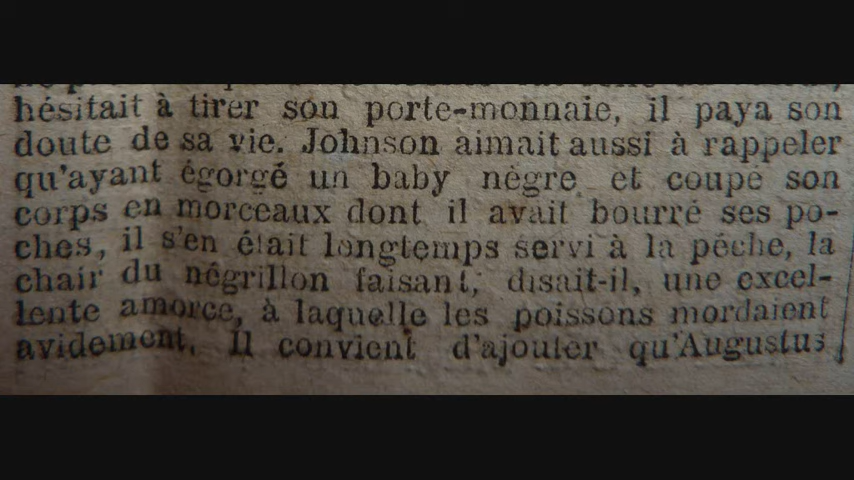 hésitait à tirer son porte-monnaie, il paya son
doute de sa vie. Johnson aimait aussi à rappeler
qu'ayant égorgé un baby nègre et coupé son
corps en morceaux dont il avait bourré ses po-
ches, il s'en était longtemps servi à la pêche, la
chair du négrillon faisant, disait-il, une excel-
lente amorce, à laquelle les poissons mordaient
avidement. Il convient d'ajouter qu'Augustus